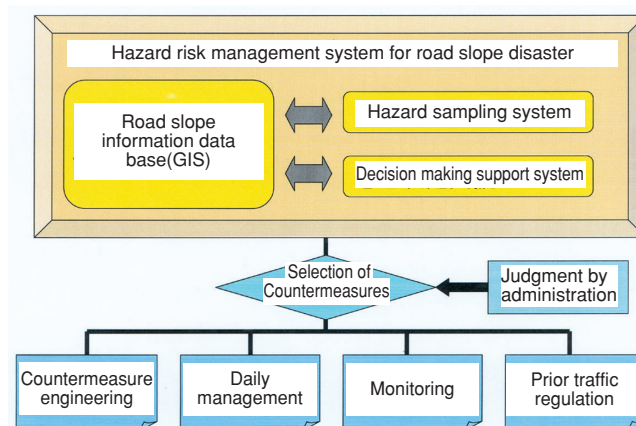 Hazard risk management system for road slope disaster
Road slope
information data
base(GIS)
Hazard sampling system
Decision making support system
Selection of
Countermeasures
Judgment by
administration
Countermeasure
engineering
Daily
management
Monitoring
Prior traffic
regulation